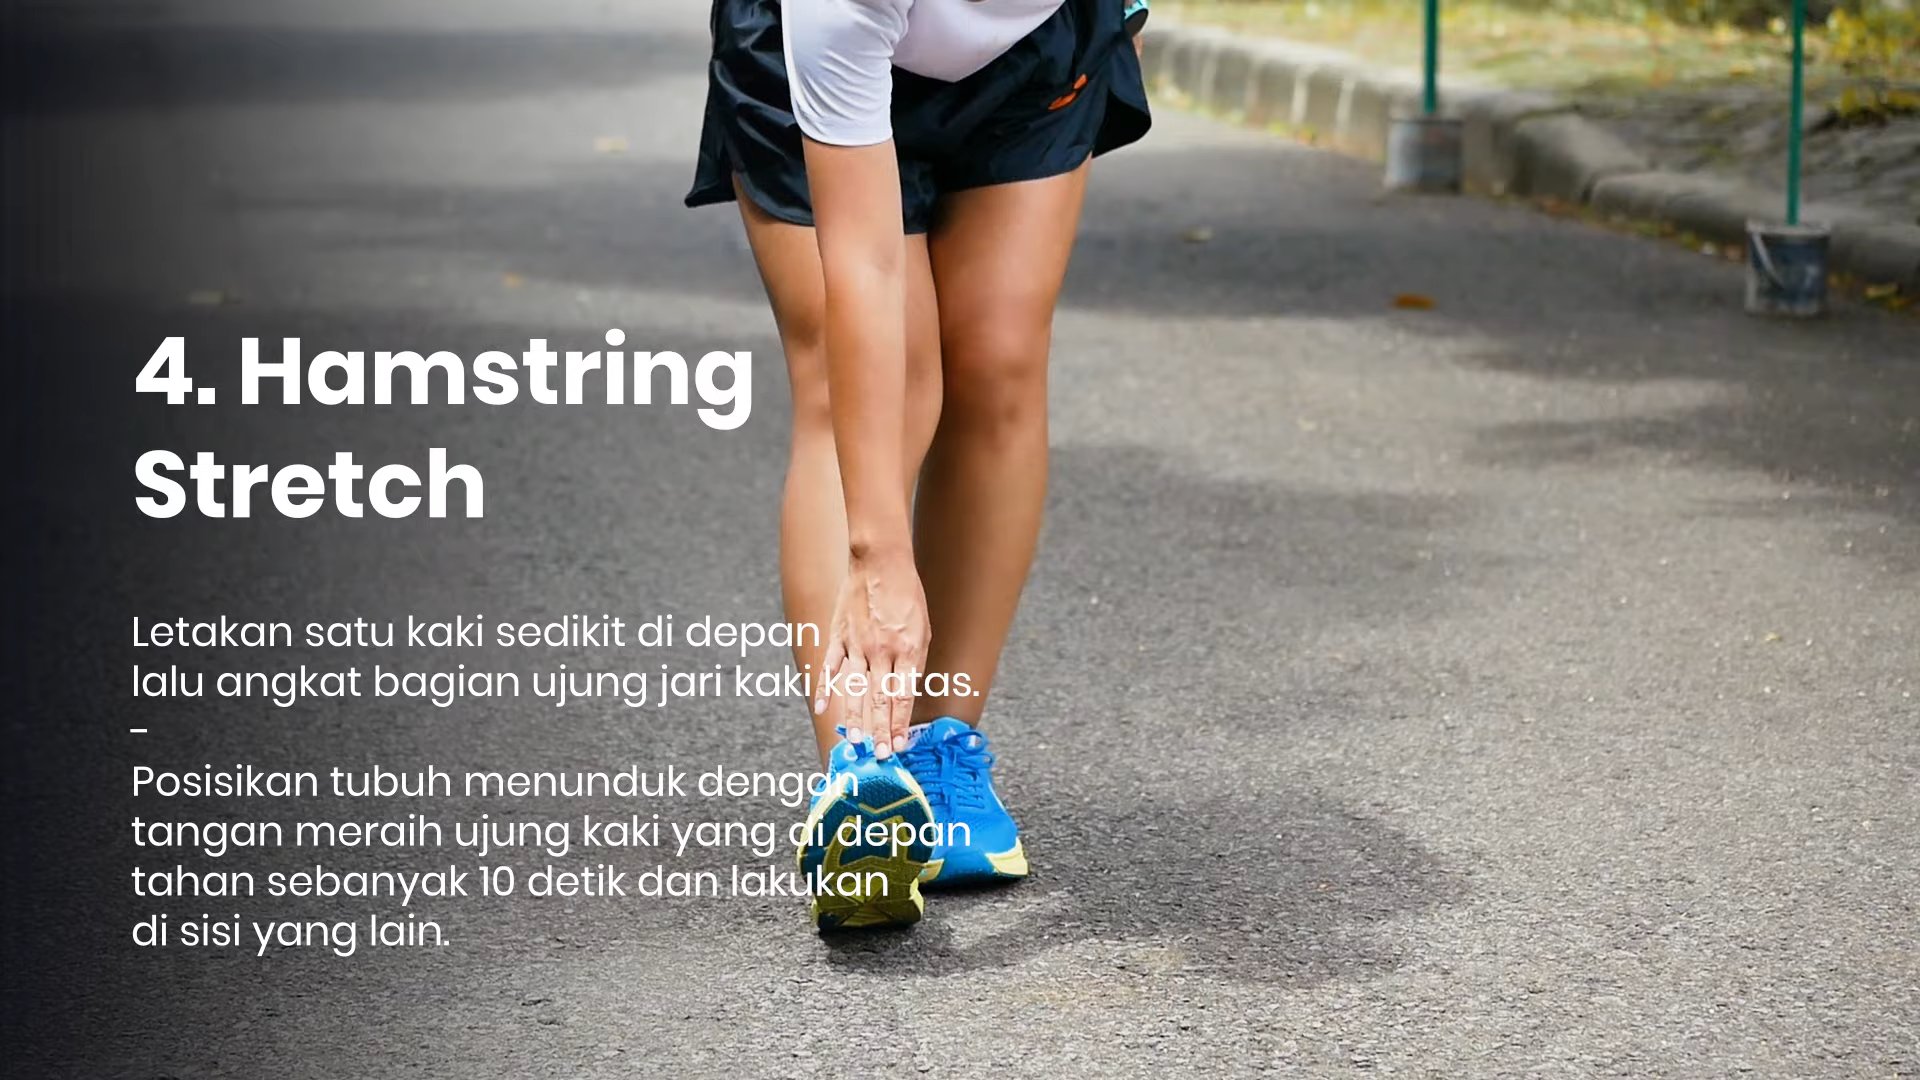 4. Hamstring
Stretch
Letakan satu kaki sedikit di depan
lalu angkat bagian ujung jari kaki ke atas.
-
Posisikan tubuh menunduk dengan
tangan meraih ujung kaki yang di depan
tahan sebanyak 10 detik dan lakukan
di sisi yang lain.